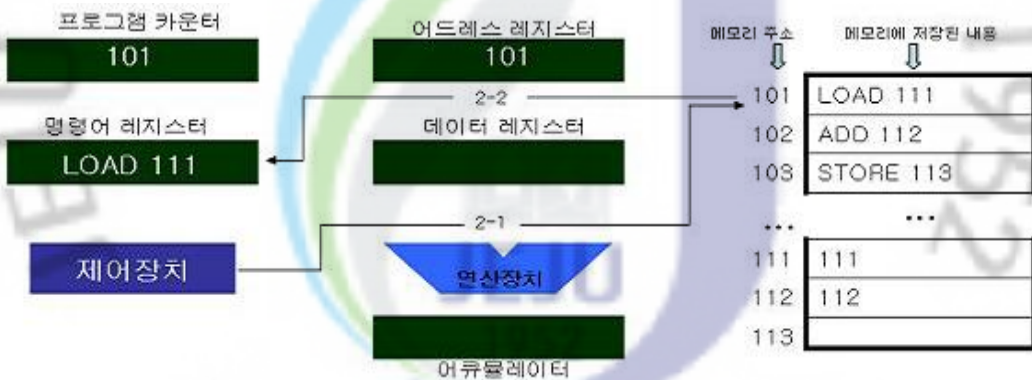 프로그램 카운터
101
어드레스 레지스터
101
메모리 주소
메모리에 저장된 내용
2-2
101 LOAD 111
명령어 레지스터
LOAD 111
데이터 레지스터
102 ADD 112
103 STORE 113
2-1
... ...
제어장치
연산장치
111 111
112 112
113
어큐뮬레이터
JEJU
1952
1952